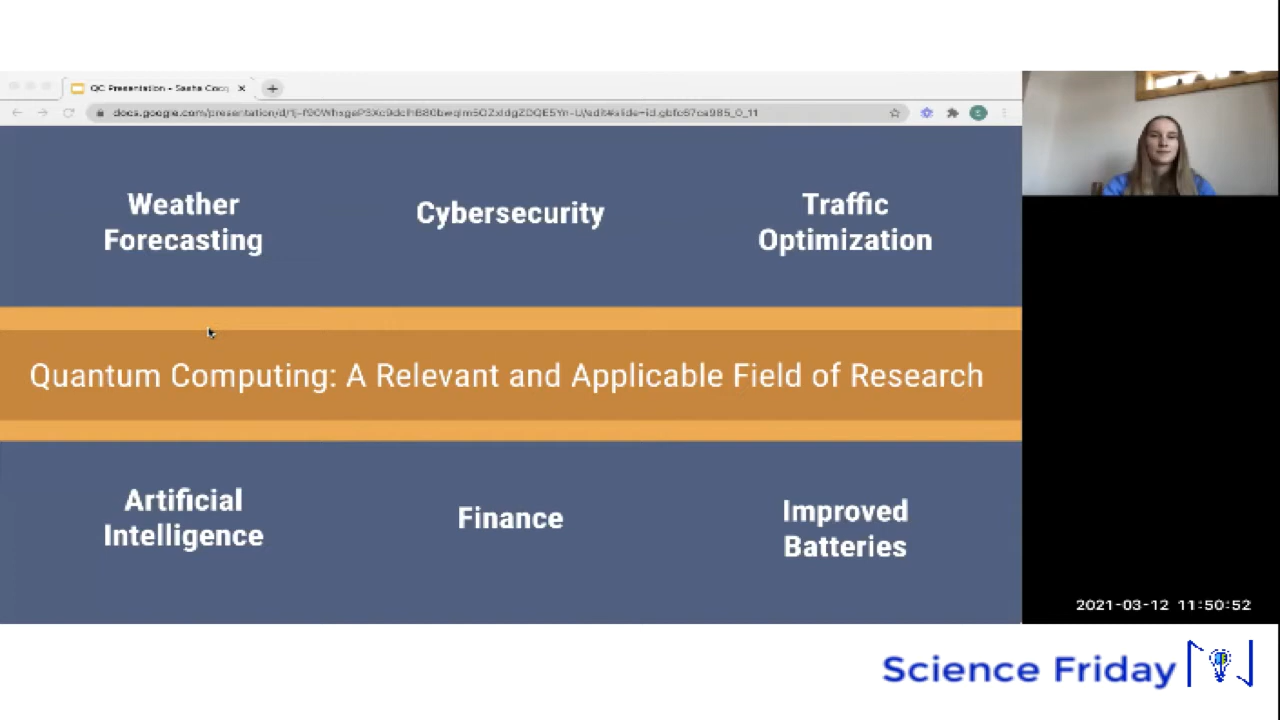 QC Presentation - Sasha Cocq
Weather
Forecasting
Cybersecurity
Traffic
Optimization
Quantum Computing: A Relevant and Applicable Field of Research
Artificial
Intelligence
Finance
Improved
Batteries
2021-03-12 11:50:52
Science Friday